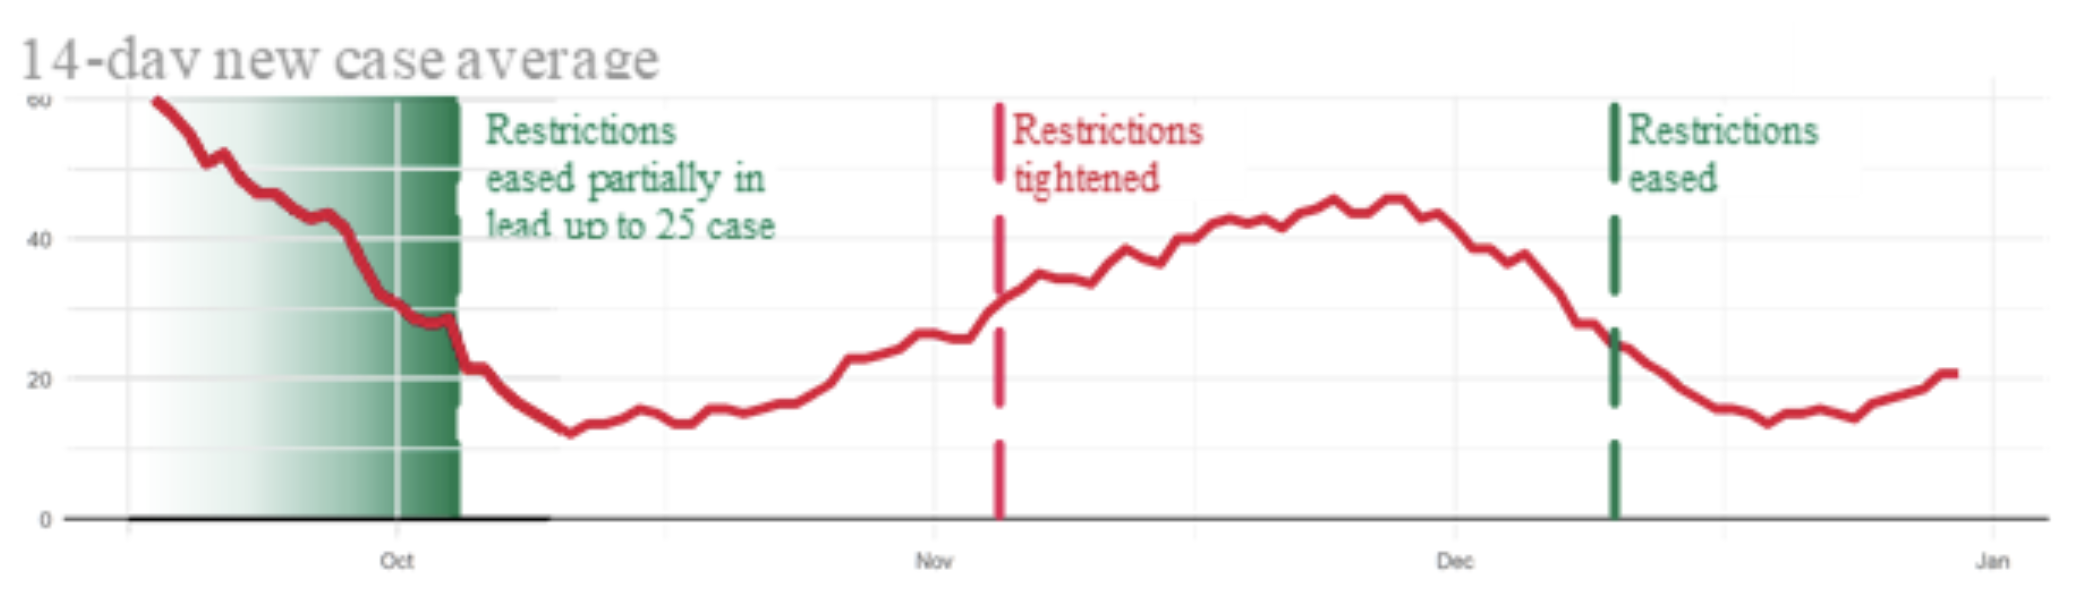 14-day new case average
60
Restrictions
eased partially in
lead up to 25 case
Restrictions
tightened
Restrictions
eased
40
20
0
Oct
Nov
Dec
Jan